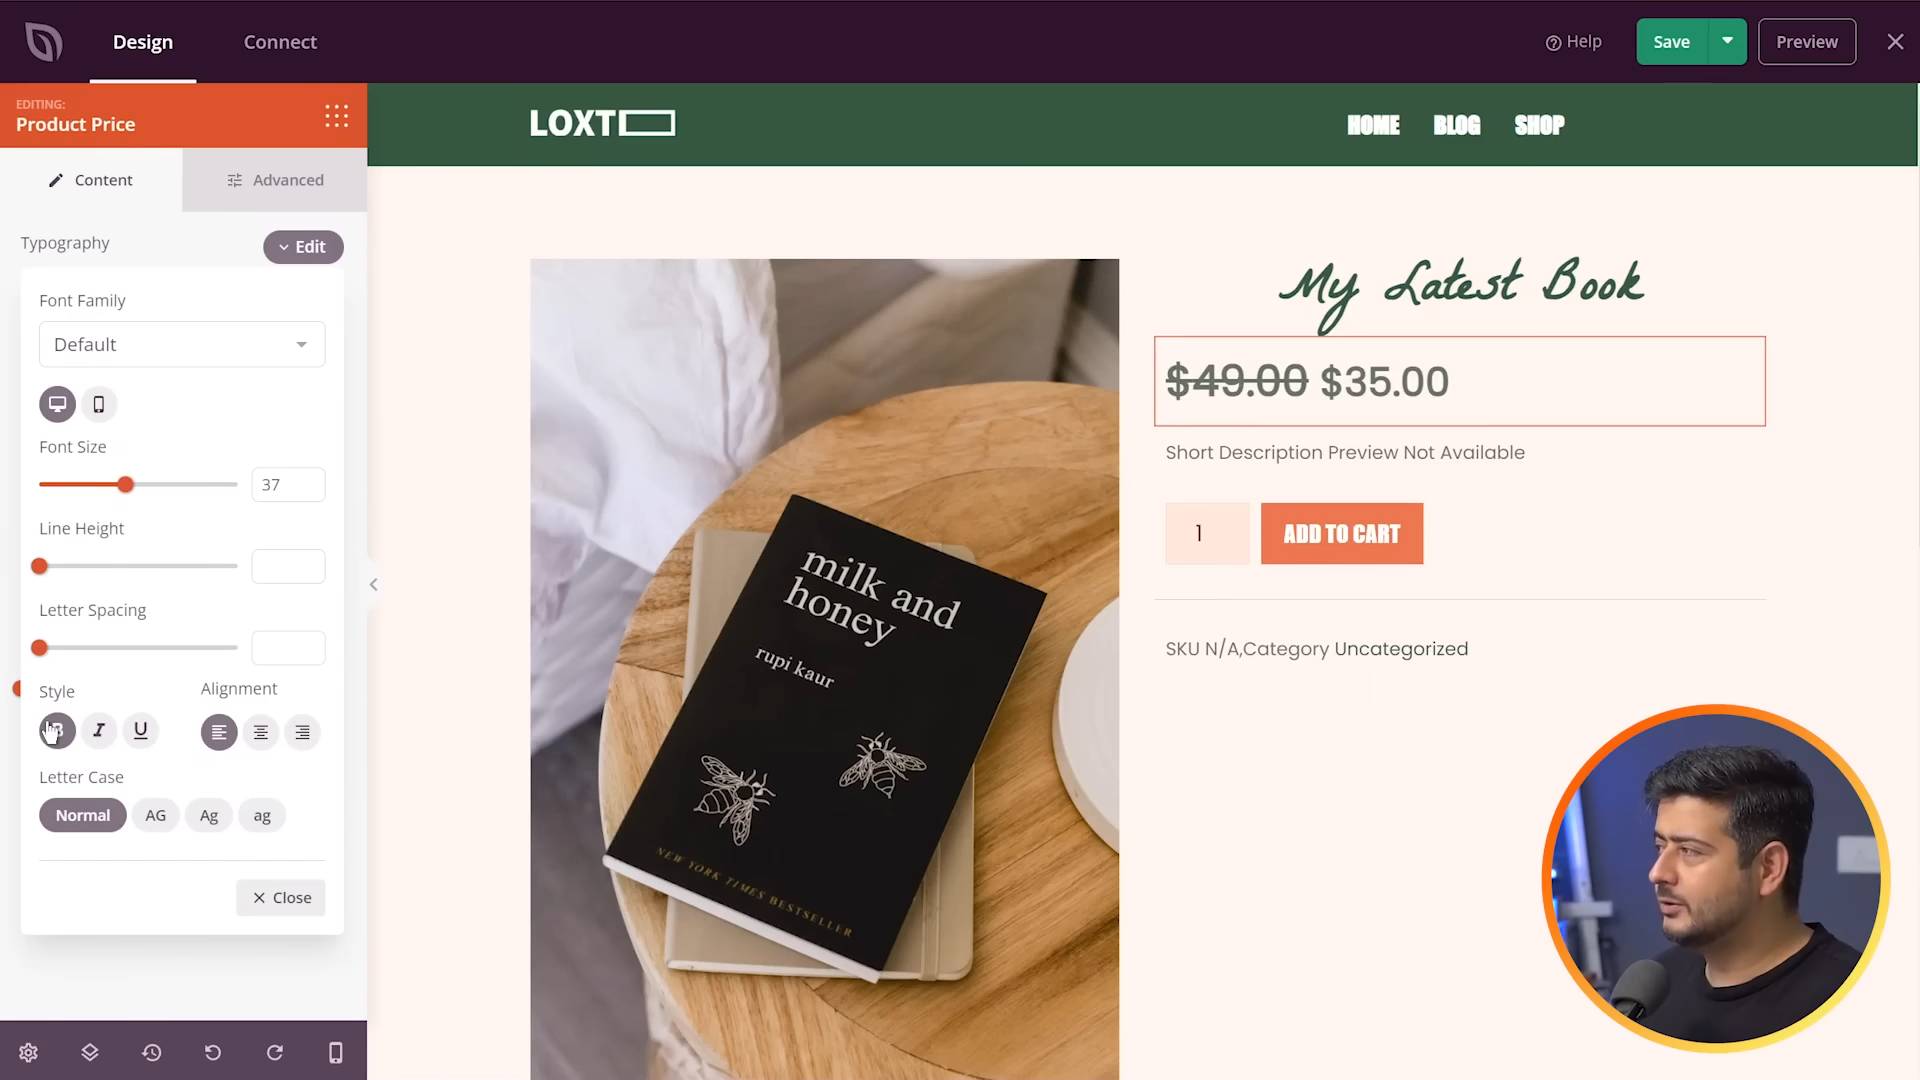 Design
Connect
Help
Save
Preview
EDITING:
Product Price
Content
Advanced
Typography
Edit
Font Family
Default
Font Size
37
Line Height
Letter Spacing
Style
Alignment
B I U
Letter Case
Normal
AG
Ag
ag
Close
LOXT
HOME
BLOG
SHOP
My Latest Book
$49.00 $35.00
Short Description Preview Not Available
1
ADD TO CART
SKU N/A,Category Uncategorized
milk and
honey
rupi kaur
NEW YORK TIMES BESTSELLER